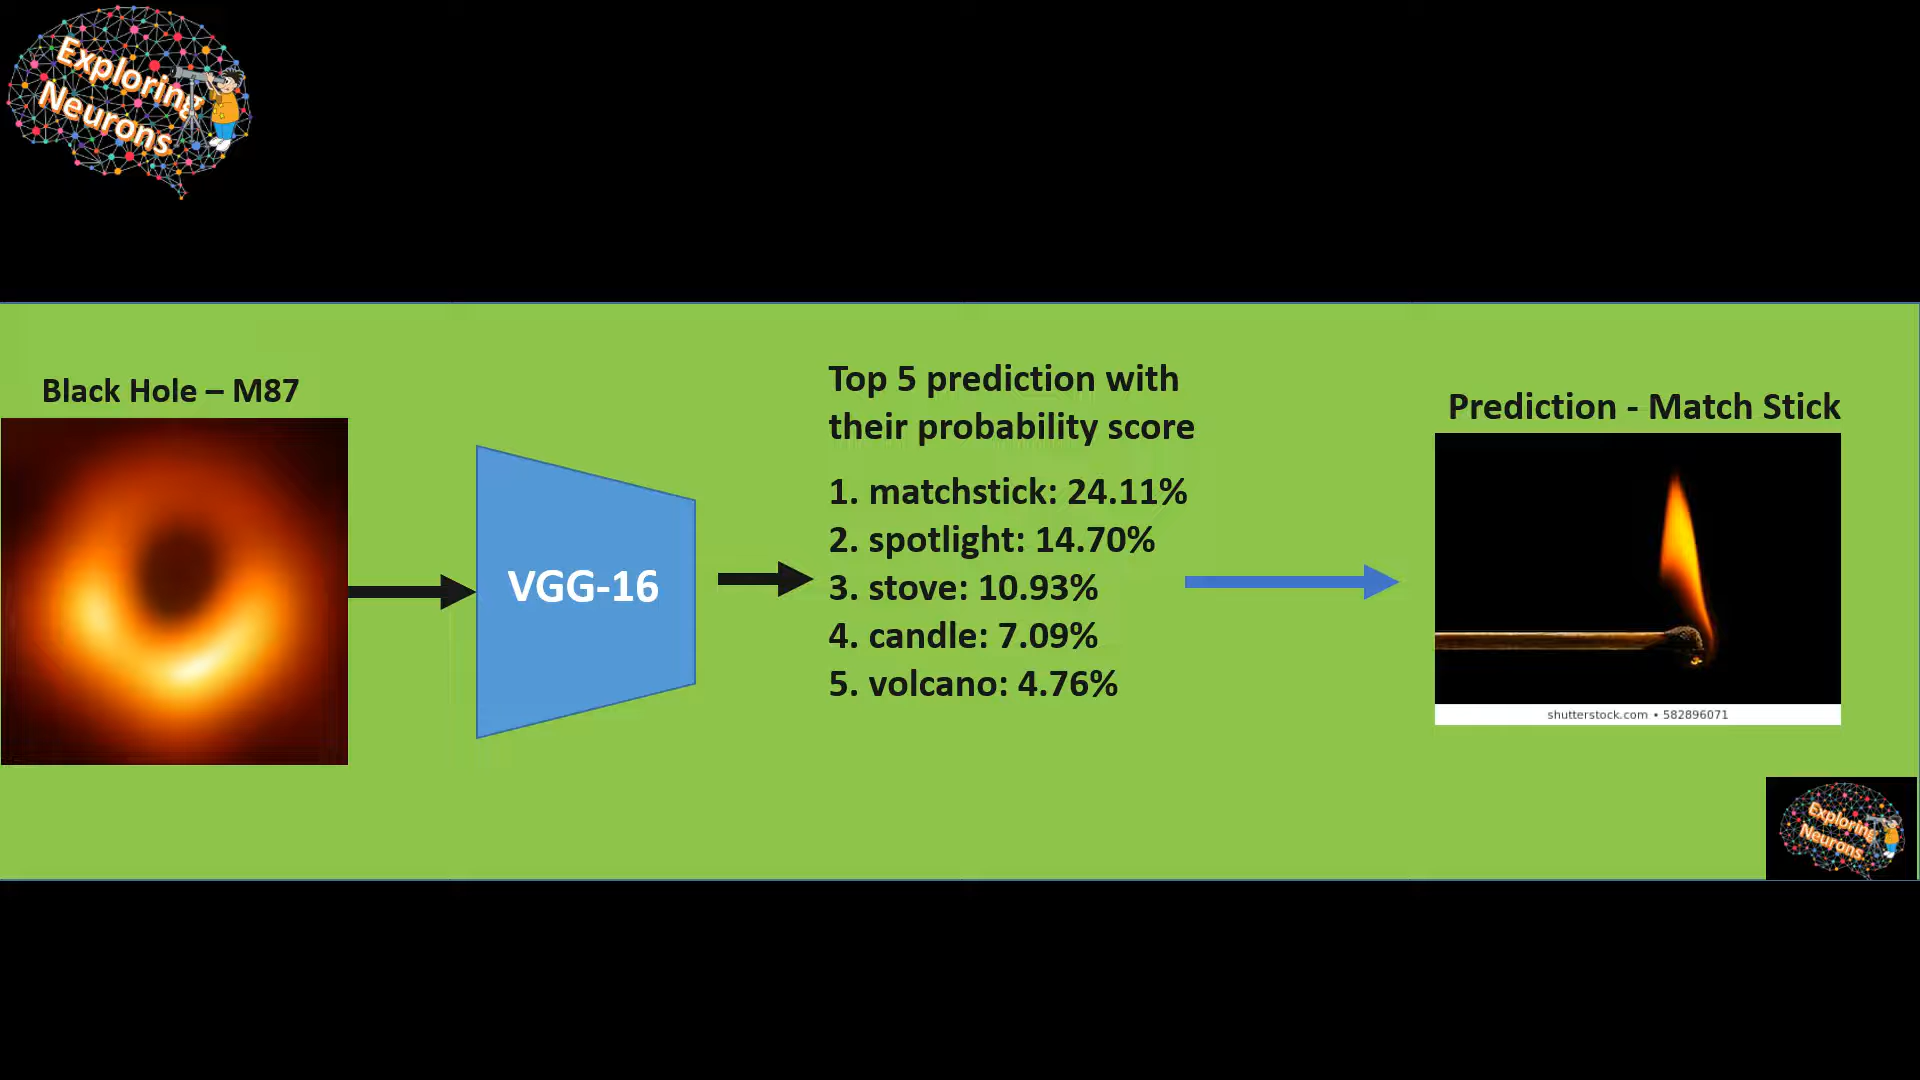 Exploring
Neurons
Black Hole – M87
VGG-16
Top 5 prediction with
their probability score
1. matchstick: 24.11%
2. spotlight: 14.70%
3. stove: 10.93%
4. candle: 7.09%
5. volcano: 4.76%
Prediction - Match Stick
shutterstock.com • 582896071
Exploring
Neurons